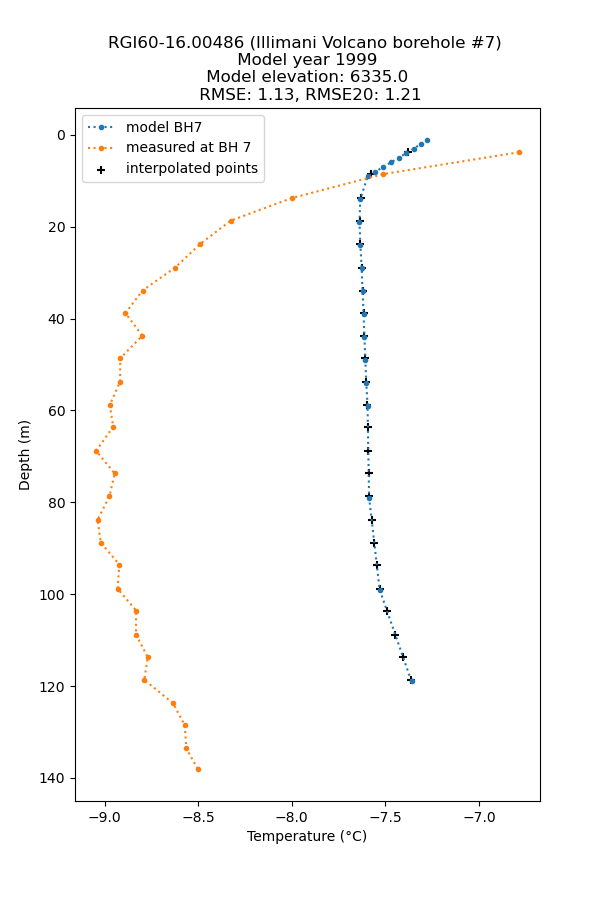 RGI60-16.00486 (Illimani Volcano borehole #7)
Model year 1999
Model elevation: 6335.0
RMSE: 1.13, RMSE20: 1.21
model BH7
measured at BH 7
interpolated points
0
20
40
60
80
100
120
140
Depth (m)
−9.0 −8.5 −8.0 −7.5 −7.0
Temperature (°C)